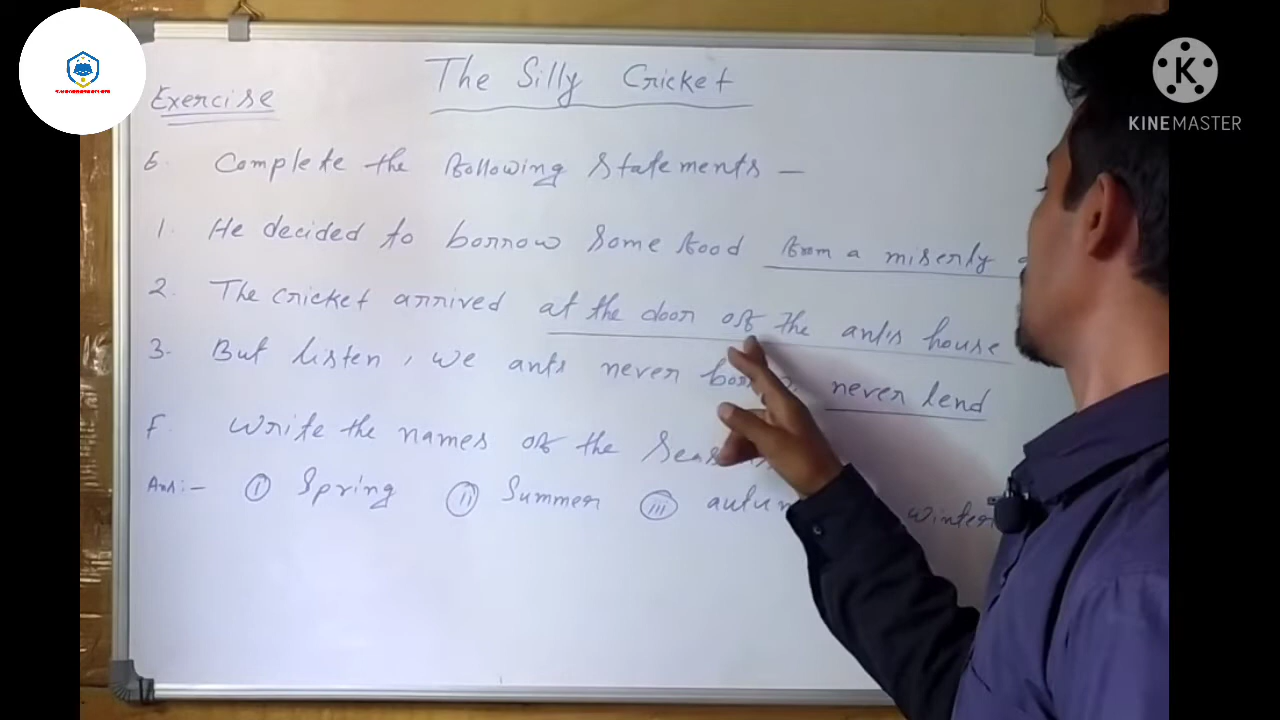 The Silly Cricket
Exercise
KINEMASTER
K
6. Complete the following statements —
1. He decided to borrow some food from a miserly
2. The cricket arrived at the door of the ant's house
3. But listen, we ants never never lend
F. Write the names of the
Ans:- (i) Spring (ii) Summer (iii) winter